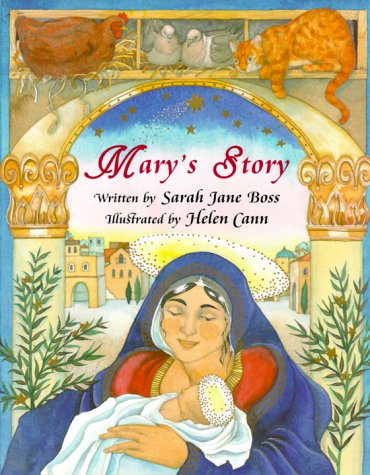 Mary's Story
Written by Sarah Jane Boss
Illustrated by Helen Cann